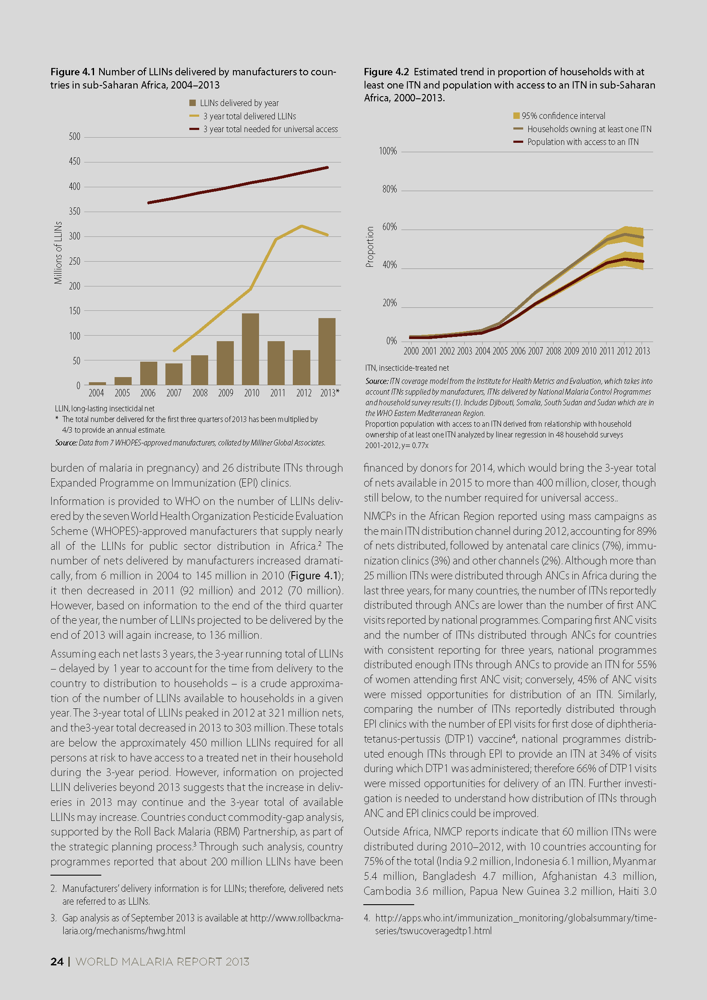 Figure 4.1 Number of LLINs delivered by manufacturers to coun-
tries in sub-Saharan Africa, 2004–2013
LLINs delivered by year
3 year total delivered LLINs
3 year total needed for universal access
Millions of LLINs
500
450
400
350
300
250
200
150
100
50
0
2004 2005 2006 2007 2008 2009 2010 2011 2012 2013*
LLIN, long-lasting insecticidal net
* The total number delivered for the first three quarters of 2013 has been multiplied by
4/3 to provide an annual estimate.
Source: Data from 7 WHOPES-approved manufacturers, collated by Milliner Global Associates.
Figure 4.2 Estimated trend in proportion of households with at
least one ITN and population with access to an ITN in sub-Saharan
Africa, 2000–2013.
95% confidence interval
Households owning at least one ITN
Population with access to an ITN
Proportion
100%
80%
60%
40%
20%
0%
2000 2001 2002 2003 2004 2005 2006 2007 2008 2009 2010 2011 2012 2013
ITN, insecticide-treated net
Source: ITN coverage model from the Institute for Health Metrics and Evaluation, which takes into
account ITNs supplied by manufacturers, ITNs delivered by National Malaria Control Programmes
and household survey results (1). Includes Djibouti, Somalia, South Sudan and Sudan which are in
the WHO Eastern Mediterranean Region.
Proportion population with access to an ITN derived from relationship with household
ownership of at least one ITN analyzed by linear regression in 48 household surveys
2001-2012, y= 0.77x
burden of malaria in pregnancy) and 26 distribute ITNs through
Expanded Programme on Immunization (EPI) clinics.
Information is provided to WHO on the number of LLINs deliv-
ered by the seven World Health Organization Pesticide Evaluation
Scheme (WHOPES)-approved manufacturers that supply nearly
all of the LLINs for public sector distribution in Africa.2 The
number of nets delivered by manufacturers increased dramati-
cally, from 6 million in 2004 to 145 million in 2010 (Figure 4.1);
it then decreased in 2011 (92 million) and 2012 (70 million).
However, based on information to the end of the third quarter
of the year, the number of LLINs projected to be delivered by the
end of 2013 will again increase, to 136 million.
Assuming each net lasts 3 years, the 3-year running total of LLINs
– delayed by 1 year to account for the time from delivery to the
country to distribution to households – is a crude approxima-
tion of the number of LLINs available to households in a given
year. The 3-year total of LLINs peaked in 2012 at 321 million nets,
and the3-year total decreased in 2013 to 303 million. These totals
are below the approximately 450 million LLINs required for all
persons at risk to have access to a treated net in their household
during the 3-year period. However, information on projected
LLIN deliveries beyond 2013 suggests that the increase in deliv-
eries in 2013 may continue and the 3-year total of available
LLINs may increase. Countries conduct commodity-gap analysis,
supported by the Roll Back Malaria (RBM) Partnership, as part of
the strategic planning process.3 Through such analysis, country
programmes reported that about 200 million LLINs have been
2. Manufacturers’ delivery information is for LLINs; therefore, delivered nets
are referred to as LLINs.
3. Gap analysis as of September 2013 is available at http://www.rollbackma-
laria.org/mechanisms/hwg.html
financed by donors for 2014, which would bring the 3-year total
of nets available in 2015 to more than 400 million, closer, though
still below, to the number required for universal access..
NMCPs in the African Region reported using mass campaigns as
the main ITN distribution channel during 2012, accounting for 89%
of nets distributed, followed by antenatal care clinics (7%), immu-
nization clinics (3%) and other channels (2%). Although more than
25 million ITNs were distributed through ANCs in Africa during the
last three years, for many countries, the number of ITNs reportedly
distributed through ANCs are lower than the number of first ANC
visits reported by national programmes. Comparing first ANC visits
and the number of ITNs distributed through ANCs for countries
with consistent reporting for three years, national programmes
distributed enough ITNs through ANCs to provide an ITN for 55%
of women attending first ANC visit; conversely, 45% of ANC visits
were missed opportunities for distribution of an ITN. Similarly,
comparing the number of ITNs reportedly distributed through
EPI clinics with the number of EPI visits for first dose of diphtheria-
tetanus-pertussis (DTP1) vaccine4, national programmes distrib-
uted enough ITNs through EPI to provide an ITN at 34% of visits
during which DTP1 was administered; therefore 66% of DTP1 visits
were missed opportunities for delivery of an ITN. Further investi-
gation is needed to understand how distribution of ITNs through
ANC and EPI clinics could be improved.
Outside Africa, NMCP reports indicate that 60 million ITNs were
distributed during 2010–2012, with 10 countries accounting for
75% of the total (India 9.2 million, Indonesia 6.1 million, Myanmar
5.4 million, Bangladesh 4.7 million, Afghanistan 4.3 million,
Cambodia 3.6 million, Papua New Guinea 3.2 million, Haiti 3.0
4. http://apps.who.int/immunization_monitoring/globalsummary/time-
series/tswucoveragedtp1.html
24 | WORLD MALARIA REPORT 2013